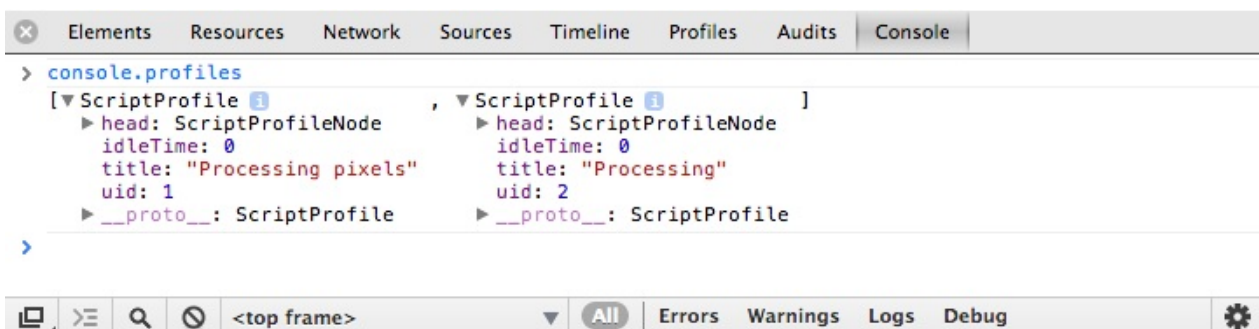 Elements Resources Network Sources Timeline Profiles Audits Console
> console.profiles
[▼ScriptProfile i , ▼ScriptProfile i ]
▶head: ScriptProfileNode ▶head: ScriptProfileNode
idleTime: 0 idleTime: 0
title: "Processing pixels" title: "Processing"
uid: 1 uid: 2
▶__proto__: ScriptProfile ▶__proto__: ScriptProfile
>
<top frame> ▼ All Errors Warnings Logs Debug